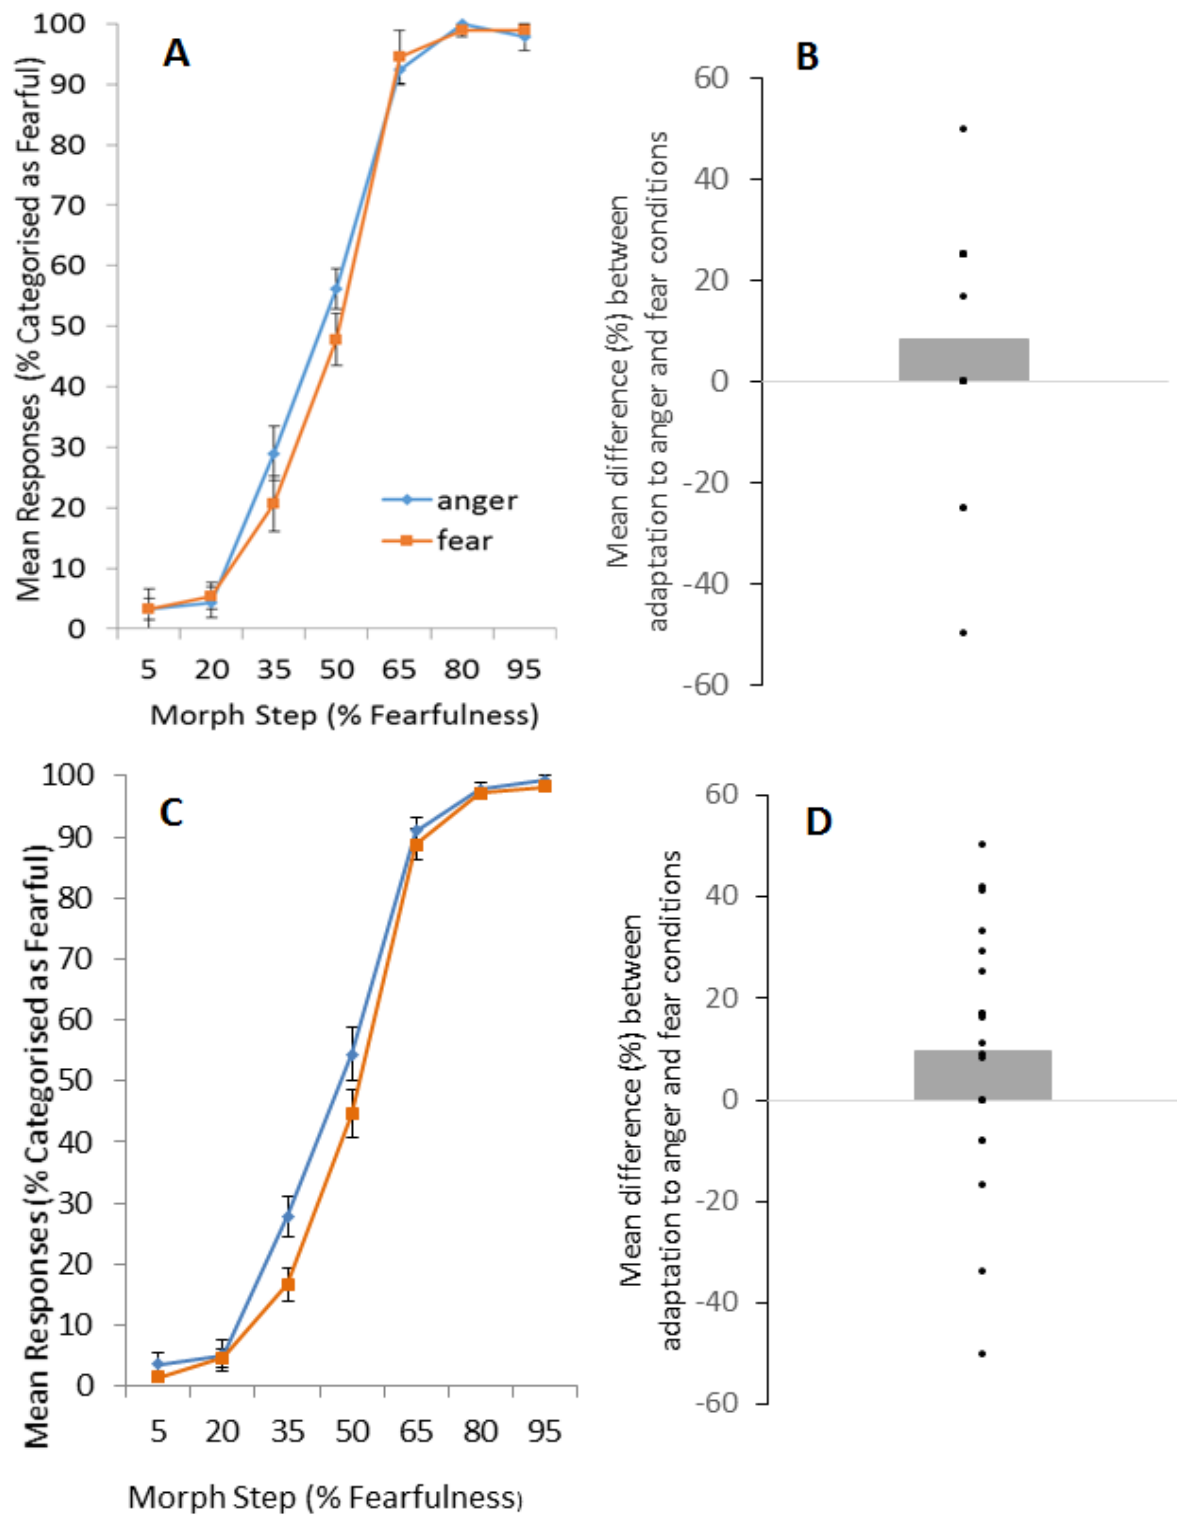 A
Mean Responses (% Categorised as Fearful)
100
90
80
70
60
50
40
30
20
10
0
anger
fear
5 20 35 50 65 80 95
Morph Step (% Fearfulness)
B
Mean difference (%) between
adaptation to anger and fear conditions
60
40
20
0
-20
-40
-60
C
Mean Responses (% Categorised as Fearful)
100
90
80
70
60
50
40
30
20
10
0
5 20 35 50 65 80 95
Morph Step (% Fearfulness)
D
Mean difference (%) between
adaptation to anger and fear conditions
60
40
20
0
-20
-40
-60